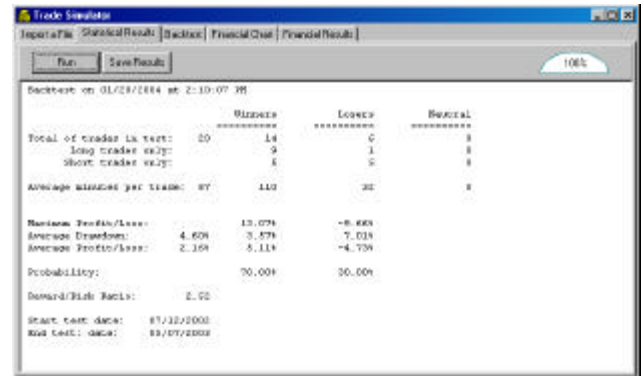 Trade Simulator
Import a File Statistical Results Backtest Financial Chart Financial Results
Run Save Results 100%
Backtest on 01/20/2004 at 2:10:07 PM
Winners Losers Neutral
Total of trades in test: 20 14 6 0
Long trades only: 9 1 0
Short trades only: 5 5 0
Average minutes per trade: 87 110 32 0
Maximum Profit/Loss: 13.07% -8.66%
Average Drawdown: 4.60% 3.57% 7.01%
Average Profit/Loss: 2.16% 5.11% -4.73%
Probability: 70.00% 30.00%
Reward/Risk Ratio: 2.52
Start test date: 07/12/2002
End test: date: